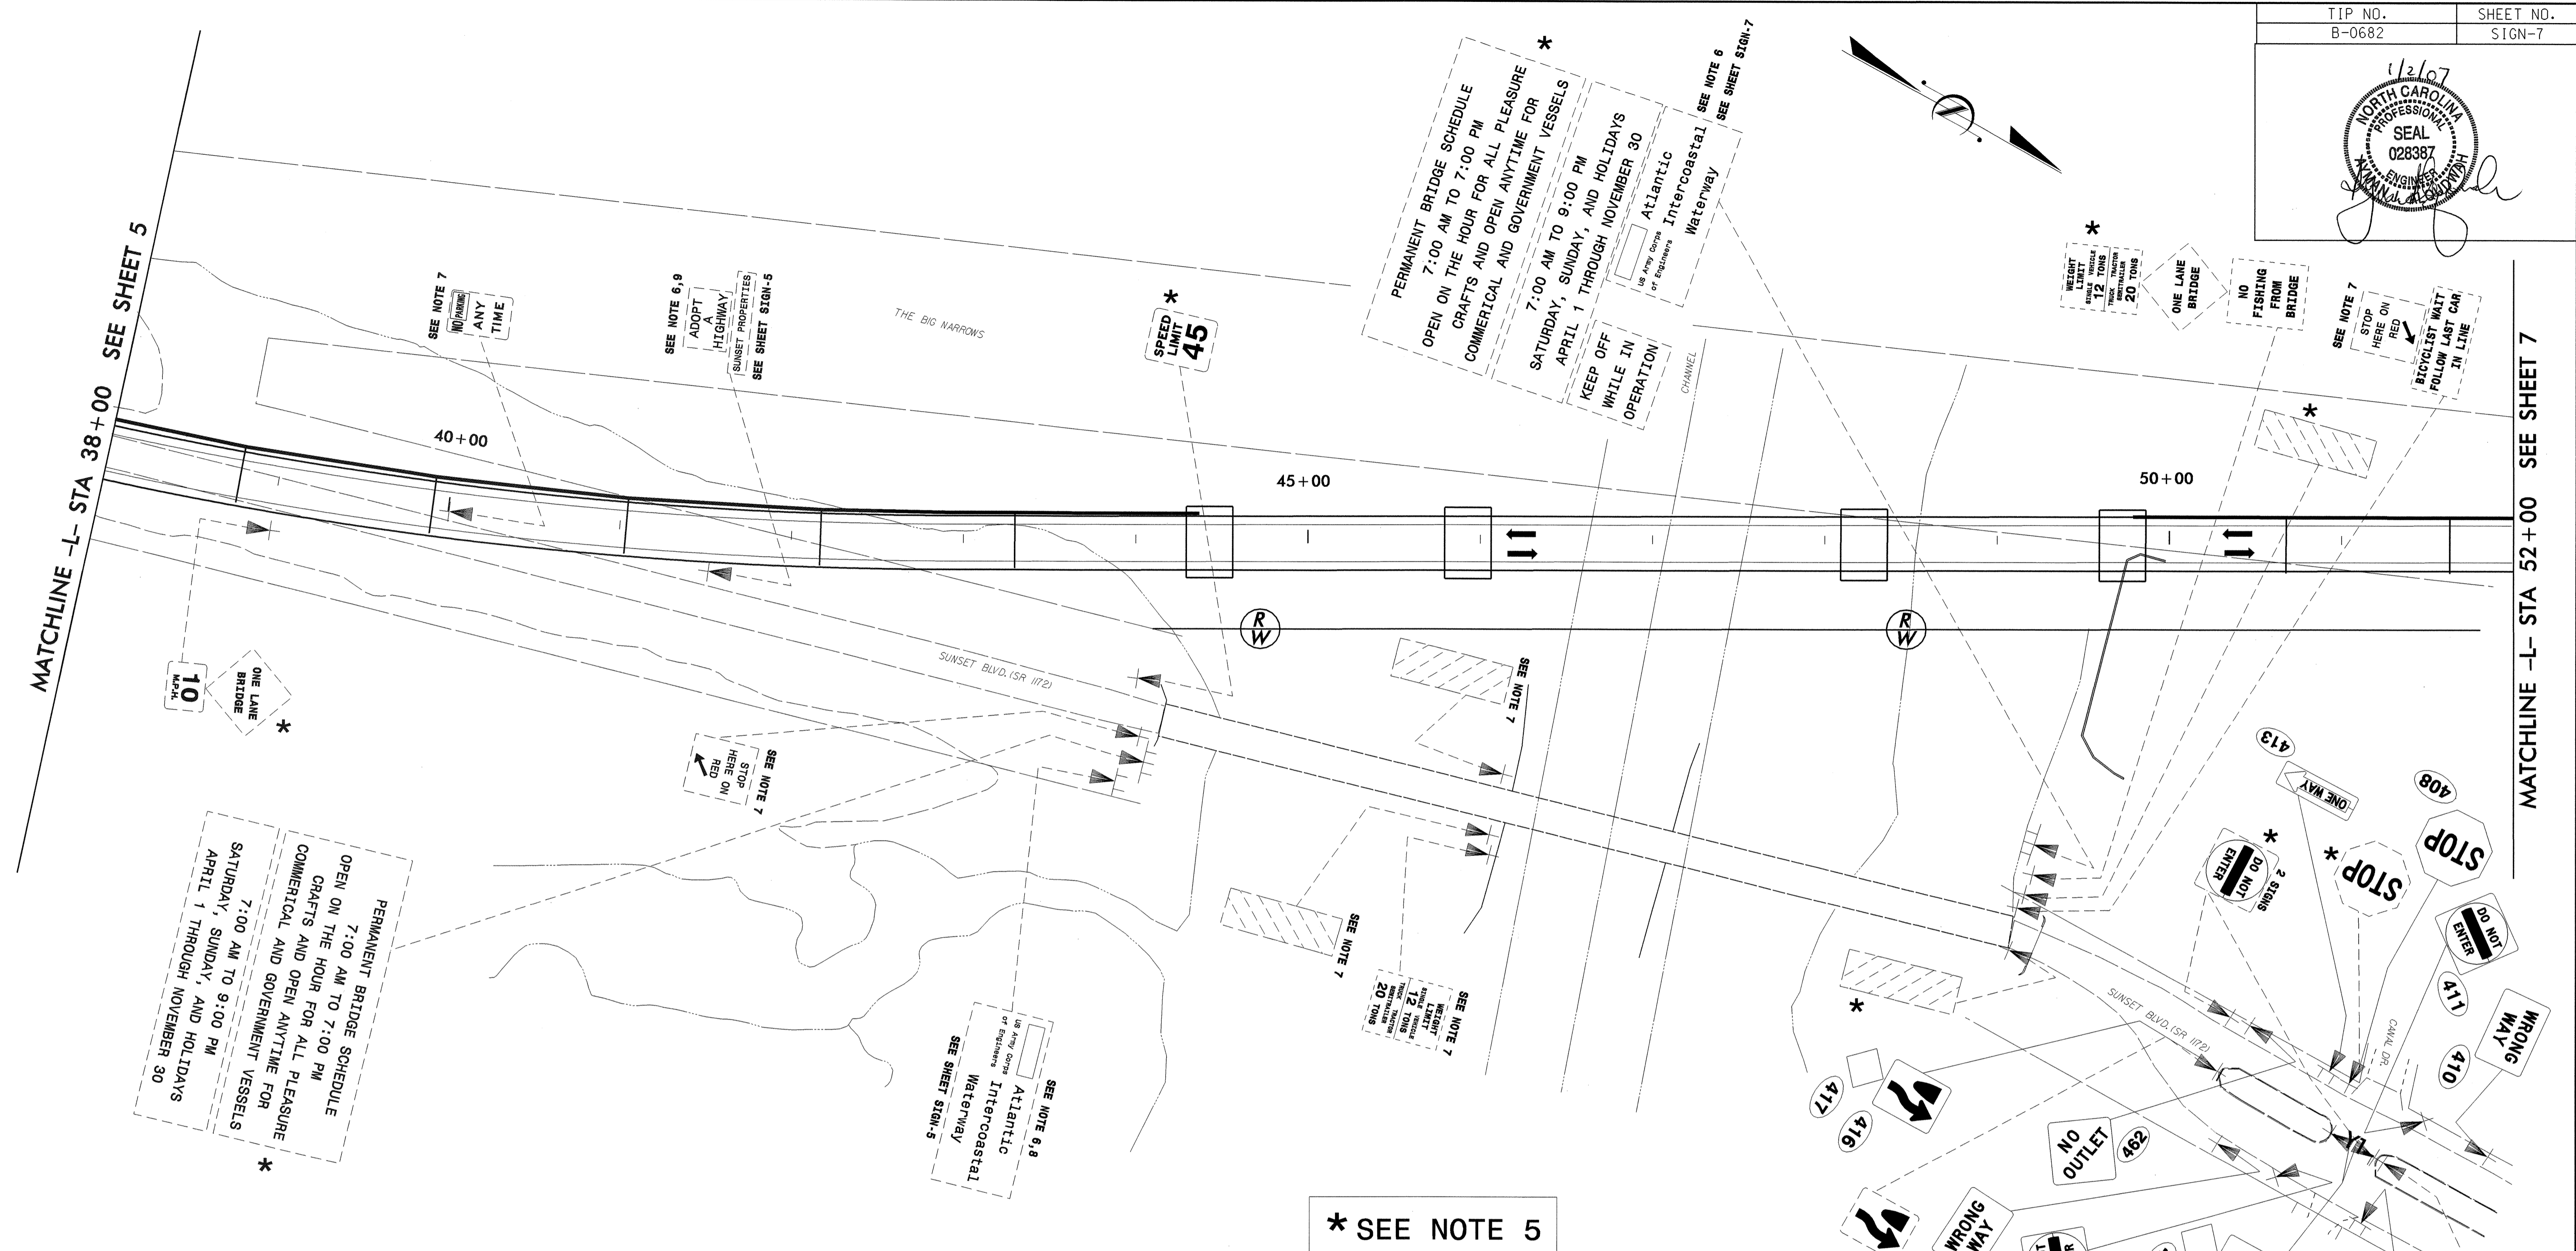 TIP NO.
SHEET NO.
B-0682
SIGN-7
1/2/07
NORTH CAROLINA
PROFESSIONAL
SEAL
028387
ENGINEER
MATCHLINE -L- STA 38+00 SEE SHEET 5
SEE NOTE 7
NO PARKING
ANY
TIME
SEE NOTE 6,9
ADOPT
A
HIGHWAY
SUNSET PROPERTIES
SEE SHEET SIGN-5
THE BIG NARROWS
*
SPEED
LIMIT
45
*
PERMANENT BRIDGE SCHEDULE
7:00 AM TO 7:00 PM
OPEN ON THE HOUR FOR ALL PLEASURE
CRAFTS AND OPEN ANYTIME FOR
COMMERICAL AND GOVERNMENT VESSELS
7:00 AM TO 9:00 PM
SATURDAY, SUNDAY, AND HOLIDAYS
APRIL 1 THROUGH NOVEMBER 30
US Army Corps
of Engineers
Atlantic
Intercoastal
Waterway
SEE NOTE 6
SEE SHEET SIGN-7
KEEP OFF
WHILE IN
OPERATION
CHANNEL
*
WEIGHT
LIMIT
SINGLE VEHICLE
12 TONS
TRUCK TRACTOR
SEMITRAILER
20 TONS
ONE LANE
BRIDGE
NO
FISHING
FROM
BRIDGE
SEE NOTE 7
STOP
HERE ON
RED
BICYCLIST WAIT
FOLLOW LAST CAR
IN LINE
*
MATCHLINE -L- STA 52+00 SEE SHEET 7
40+00
45+00
50+00
R
W
R
W
SUNSET BLVD. (SR 1172)
10
M.P.H.
ONE LANE
BRIDGE
*
STOP
HERE ON
RED
SEE NOTE 7
SEE NOTE 7
SEE NOTE 7
SEE NOTE 7
WEIGHT
LIMIT
SINGLE VEHICLE
12 TONS
TRUCK TRACTOR
SEMITRAILER
20 TONS
PERMANENT BRIDGE SCHEDULE
7:00 AM TO 7:00 PM
OPEN ON THE HOUR FOR ALL PLEASURE
CRAFTS AND OPEN ANYTIME FOR
COMMERICAL AND GOVERNMENT VESSELS
7:00 AM TO 9:00 PM
SATURDAY, SUNDAY, AND HOLIDAYS
APRIL 1 THROUGH NOVEMBER 30
*
SEE NOTE 6,8
US Army Corps
of Engineers
Atlantic
Intercoastal
Waterway
SEE SHEET SIGN-5
413
ONE WAY
408
STOP
*
STOP
*
DO NOT
ENTER
2 SIGNS
DO NOT
ENTER
411
WRONG
WAY
410
*
SUNSET BLVD. (SR 1172)
CANAL DR.
417
416
NO
OUTLET
462
WRONG
WAY
* SEE NOTE 5